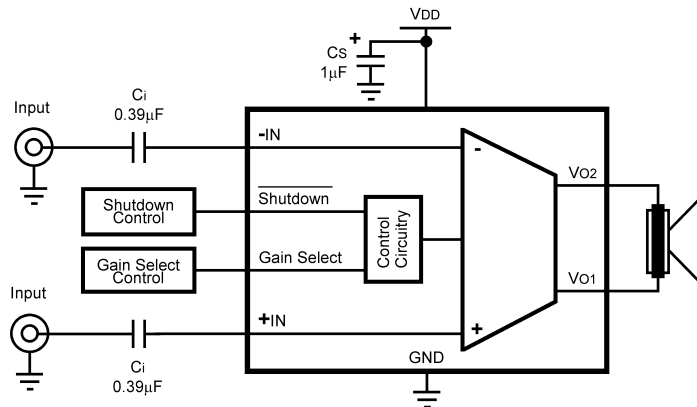 VDD
+
CS
1µF
Ci
0.39µF
Input
-IN
-
VO2
Shutdown
Control
Shutdown
Control
Circuitry
Gain Select
Control
Gain Select
VO1
Input
+IN
+
Ci
0.39µF
GND